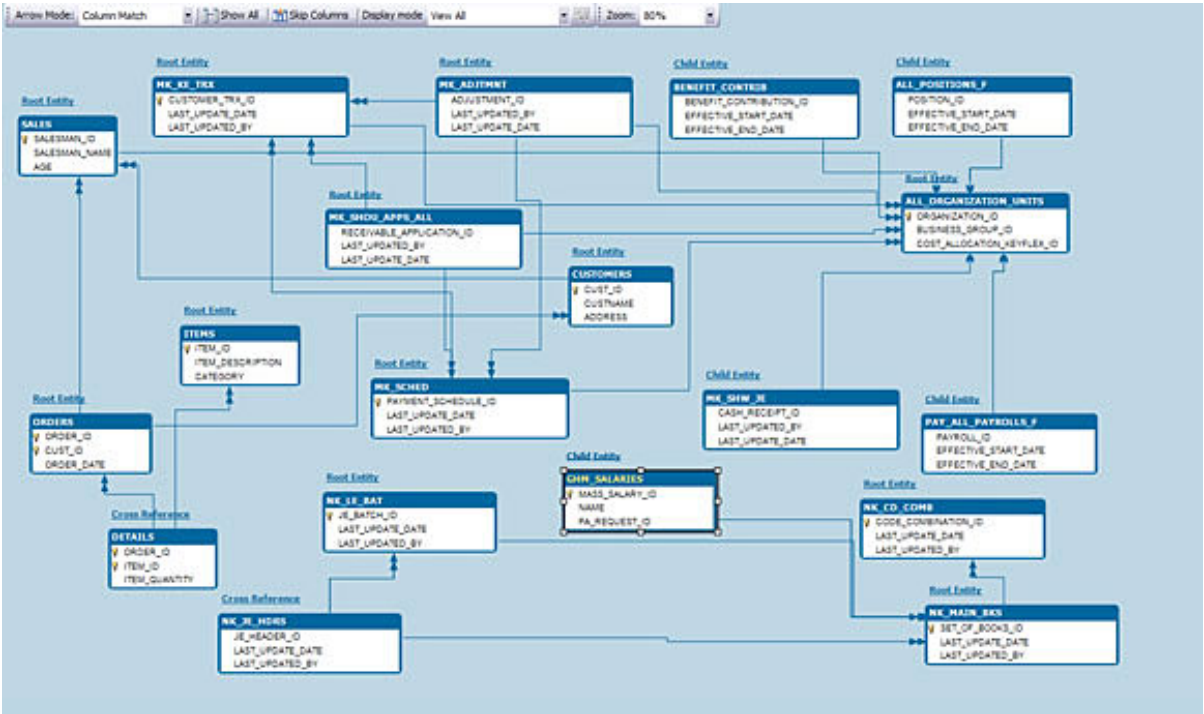 Arrow Mode: Column Match Show All Skip Columns Display mode View All Zoom: 80%
Root Entity
MK_KE_TRX
CUSTOMER_TRX_ID
LAST_UPDATE_DATE
LAST_UPDATED_BY
Root Entity
MK_ADJTMNT
ADJUSTMENT_ID
LAST_UPDATED_BY
LAST_UPDATE_DATE
Child Entity
BENEFIT_CONTRIB
BENEFIT_CONTRIBUTION_ID
EFFECTIVE_START_DATE
EFFECTIVE_END_DATE
Child Entity
ALL_POSITIONS_F
POSITION_ID
EFFECTIVE_START_DATE
EFFECTIVE_END_DATE
Root Entity
SALES
SALESMAN_ID
SALESMAN_NAME
AGE
Root Entity
MK_SHOU_APPS_ALL
RECEIVABLE_APPLICATION_ID
LAST_UPDATED_BY
LAST_UPDATE_DATE
Root Entity
ALL_ORGANIZATION_UNITS
ORGANIZATION_ID
BUSINESS_GROUP_ID
COST_ALLOCATION_KEYFLEX_ID
Root Entity
CUSTOMERS
CUST_ID
CUSTNAME
ADDRESS
Root Entity
ITEMS
ITEM_ID
ITEM_DESCRIPTION
CATEGORY
Root Entity
MK_SCHED
PAYMENT_SCHEDULE_ID
LAST_UPDATE_DATE
LAST_UPDATED_BY
Child Entity
MK_SHW_JE
CASH_RECEIPT_ID
LAST_UPDATED_BY
LAST_UPDATE_DATE
Root Entity
ORDERS
ORDER_ID
CUST_ID
ORDER_DATE
Child Entity
PAY_ALL_PAYROLLS_F
PAYROLL_ID
EFFECTIVE_START_DATE
EFFECTIVE_END_DATE
Child Entity
GHM_SALARIES
MASS_SALARY_ID
NAME
PA_REQUEST_ID
Root Entity
NK_LE_BAT
JE_BATCH_ID
LAST_UPDATE_DATE
LAST_UPDATED_BY
Root Entity
NK_CD_COMB
CODE_COMBINATION_ID
LAST_UPDATE_DATE
LAST_UPDATED_BY
Cross Reference
DETAILS
ORDER_ID
ITEM_ID
ITEM_QUANTITY
Cross Reference
NK_JE_HDRS
JE_HEADER_ID
LAST_UPDATE_DATE
LAST_UPDATED_BY
Root Entity
NK_MAIN_BKS
SET_OF_BOOKS_ID
LAST_UPDATE_DATE
LAST_UPDATED_BY